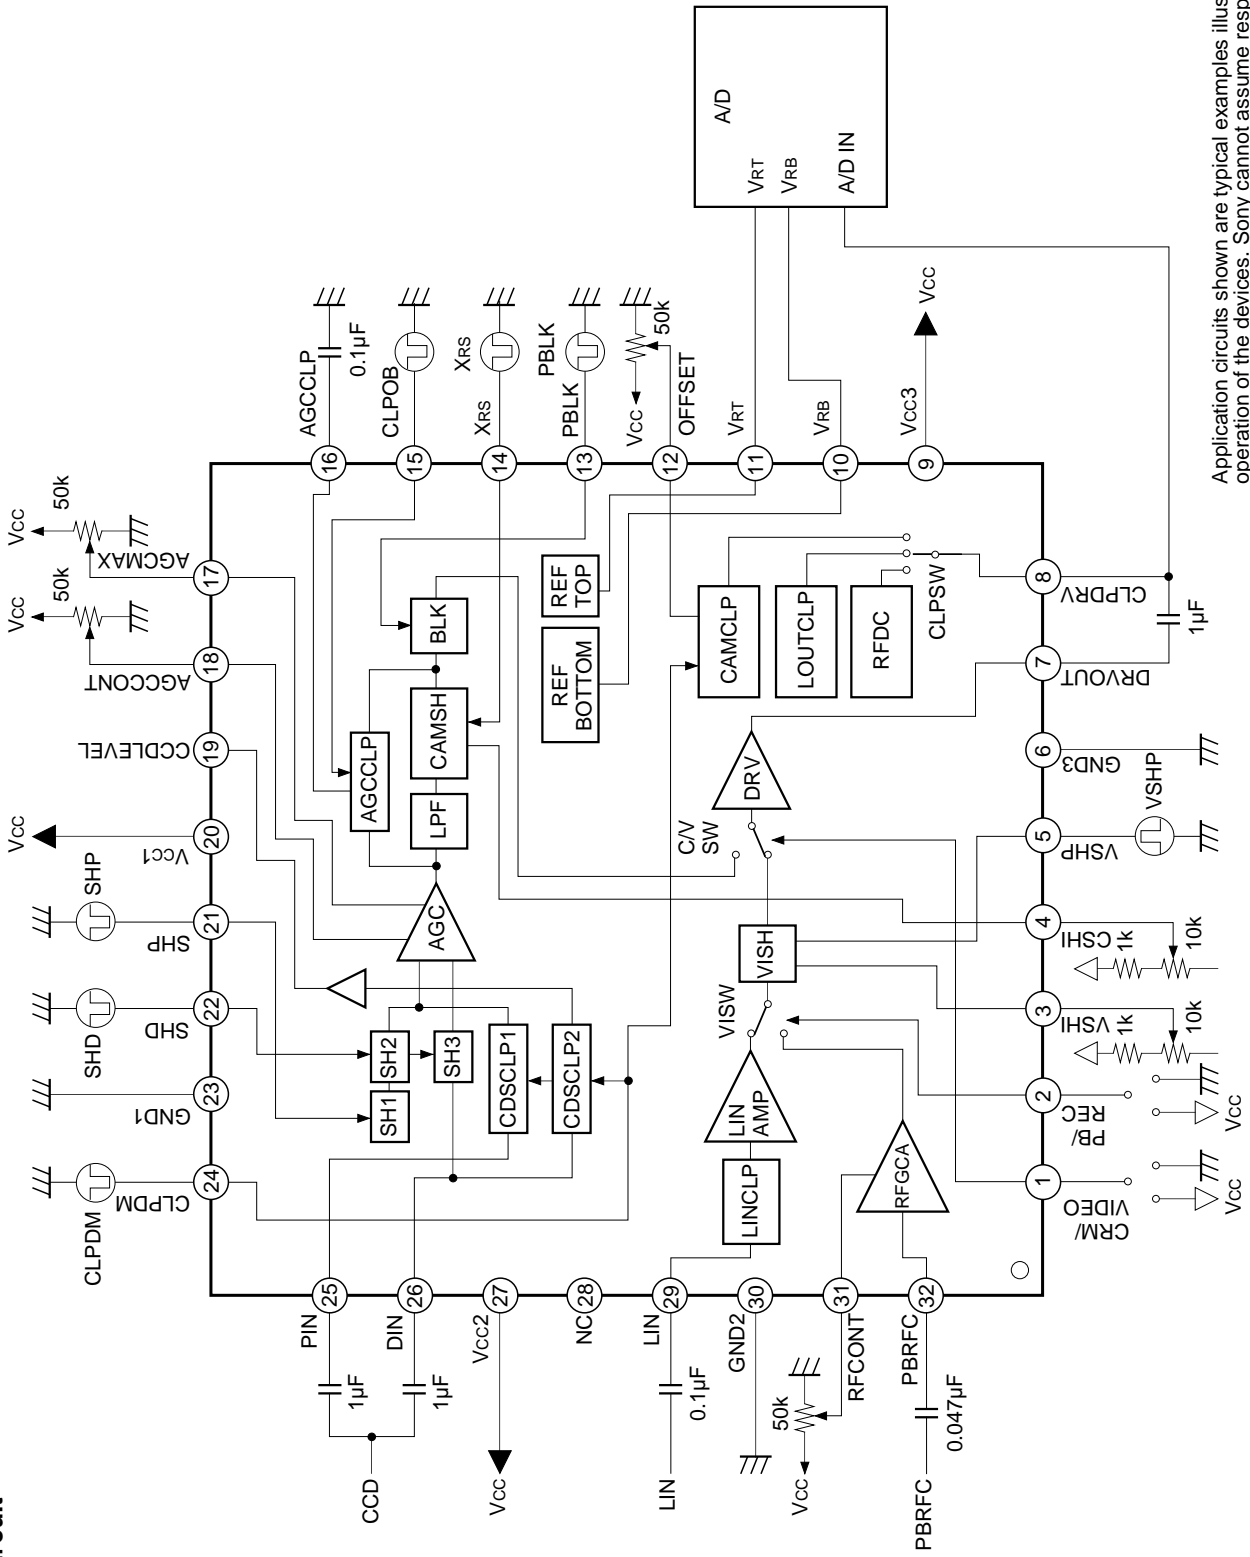 Vcc
Vcc
50k
50k
AGCMAX
17
AGCCONT
18
CCDLEVEL
19
Vcc
Vcc1
20
SHP
SHP
21
SHD
SHD
22
GND1
23
CLPDM
CLPDM
24
AGCCLP
0.1µF
16
CLPOB
15
XRS
XRS
14
PBLK
PBLK
13
Vcc
50k
OFFSET
12
VRT
11
VRB
10
Vcc3
Vcc
9
A/D
VRT
VRB
A/D IN
SH1
SH2
SH3
CDSCLP1
CDSCLP2
AGC
AGCCLP
LPF
CAMSH
BLK
REF
TOP
REF
BOTTOM
CAMCLP
LOUTCLP
RFDC
CLPSW
DRV
C/V
SW
VISH
VISW
LIN
AMP
LINCLP
RFGCA
CCD
1µF
1µF
PIN
25
DIN
26
Vcc
Vcc2
27
NC
28
LIN
0.1µF
LIN
29
GND2
30
Vcc
50k
RFCONT
31
PBRFC
0.047µF
PBRFC
32
1
CRM/
VIDEO
Vcc
2
PB/
REC
Vcc
3
VSHI
1k
10k
4
CSHI
1k
10k
5
VSHP
VSHP
6
GND3
7
DRVOUT
1µF
8
CLPDRV
Application circuits shown are typical examples illus
operation of the devices. Sony cannot assume resp